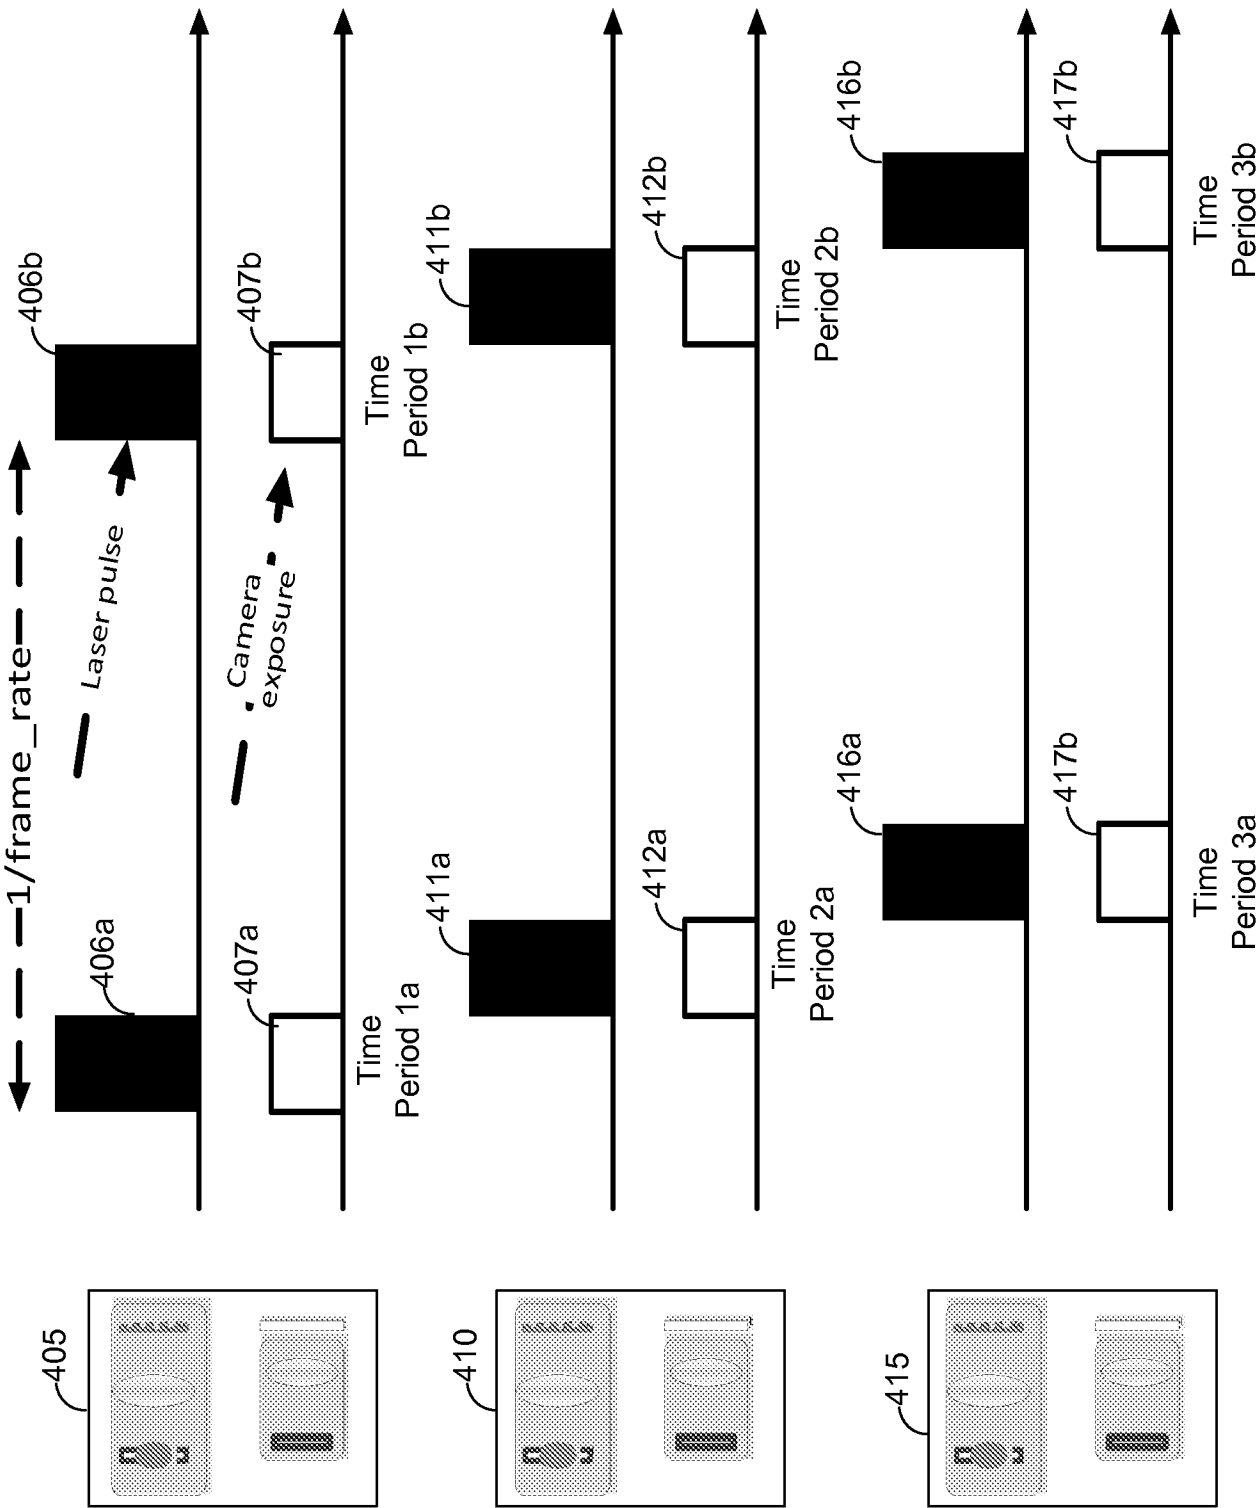 1/frame_rate
406a
406b
Laser pulse
407a
407b
Camera
exposure
Time
Period 1a
Time
Period 1b
405
411a
411b
412a
412b
Time
Period 2a
Time
Period 2b
410
416a
416b
417b
417b
Time
Period 3a
Time
Period 3b
415